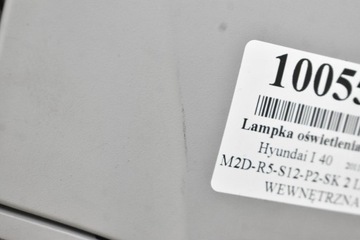 10055
Lampka oświetlenia
Hyundai I 40
M2D-R5-S12-P2-SK 2 L
WEWNĘTRZNA